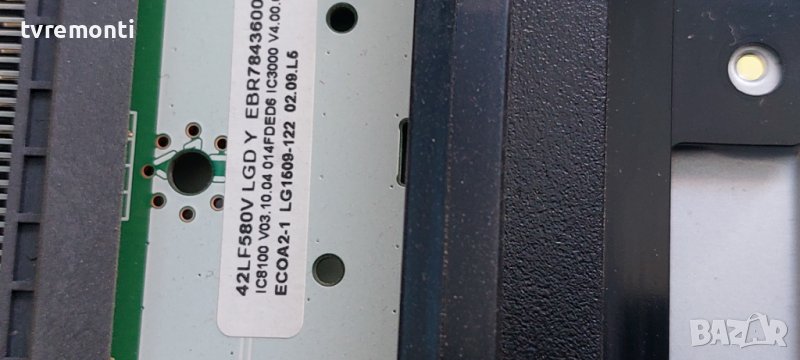 tvremonti
42LF580V LGD Y EBR7843600
IC8100 V03.10.04 014FDED6 IC3000 V4.00.
ECOA2-1 LG1509-122 02.09.L5
BAZAR